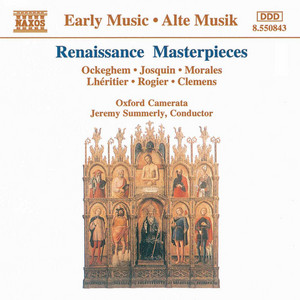 NAXOS
Early Music • Alte Musik
DDD
8.550843
Renaissance Masterpieces
Ockeghem • Josquin • Morales
Lhéritier • Rogier • Clemens
Oxford Camerata
Jeremy Summerly, Conductor